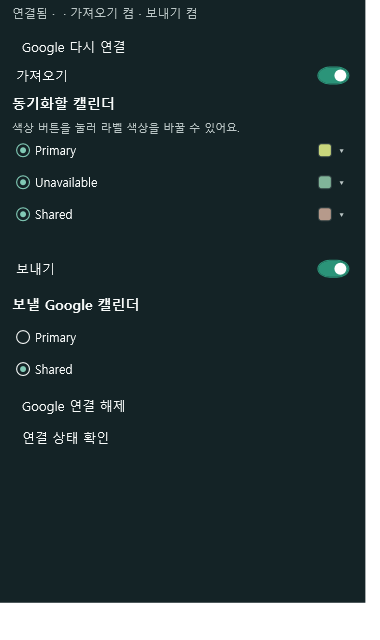 연결됨 · · 가져오기 켬 · 보내기 켬
Google 다시 연결
가져오기
동기화할 캘린더
색상 버튼을 눌러 라벨 색상을 바꿀 수 있어요.
Primary
Unavailable
Shared
보내기
보낼 Google 캘린더
Primary
Shared
Google 연결 해제
연결 상태 확인